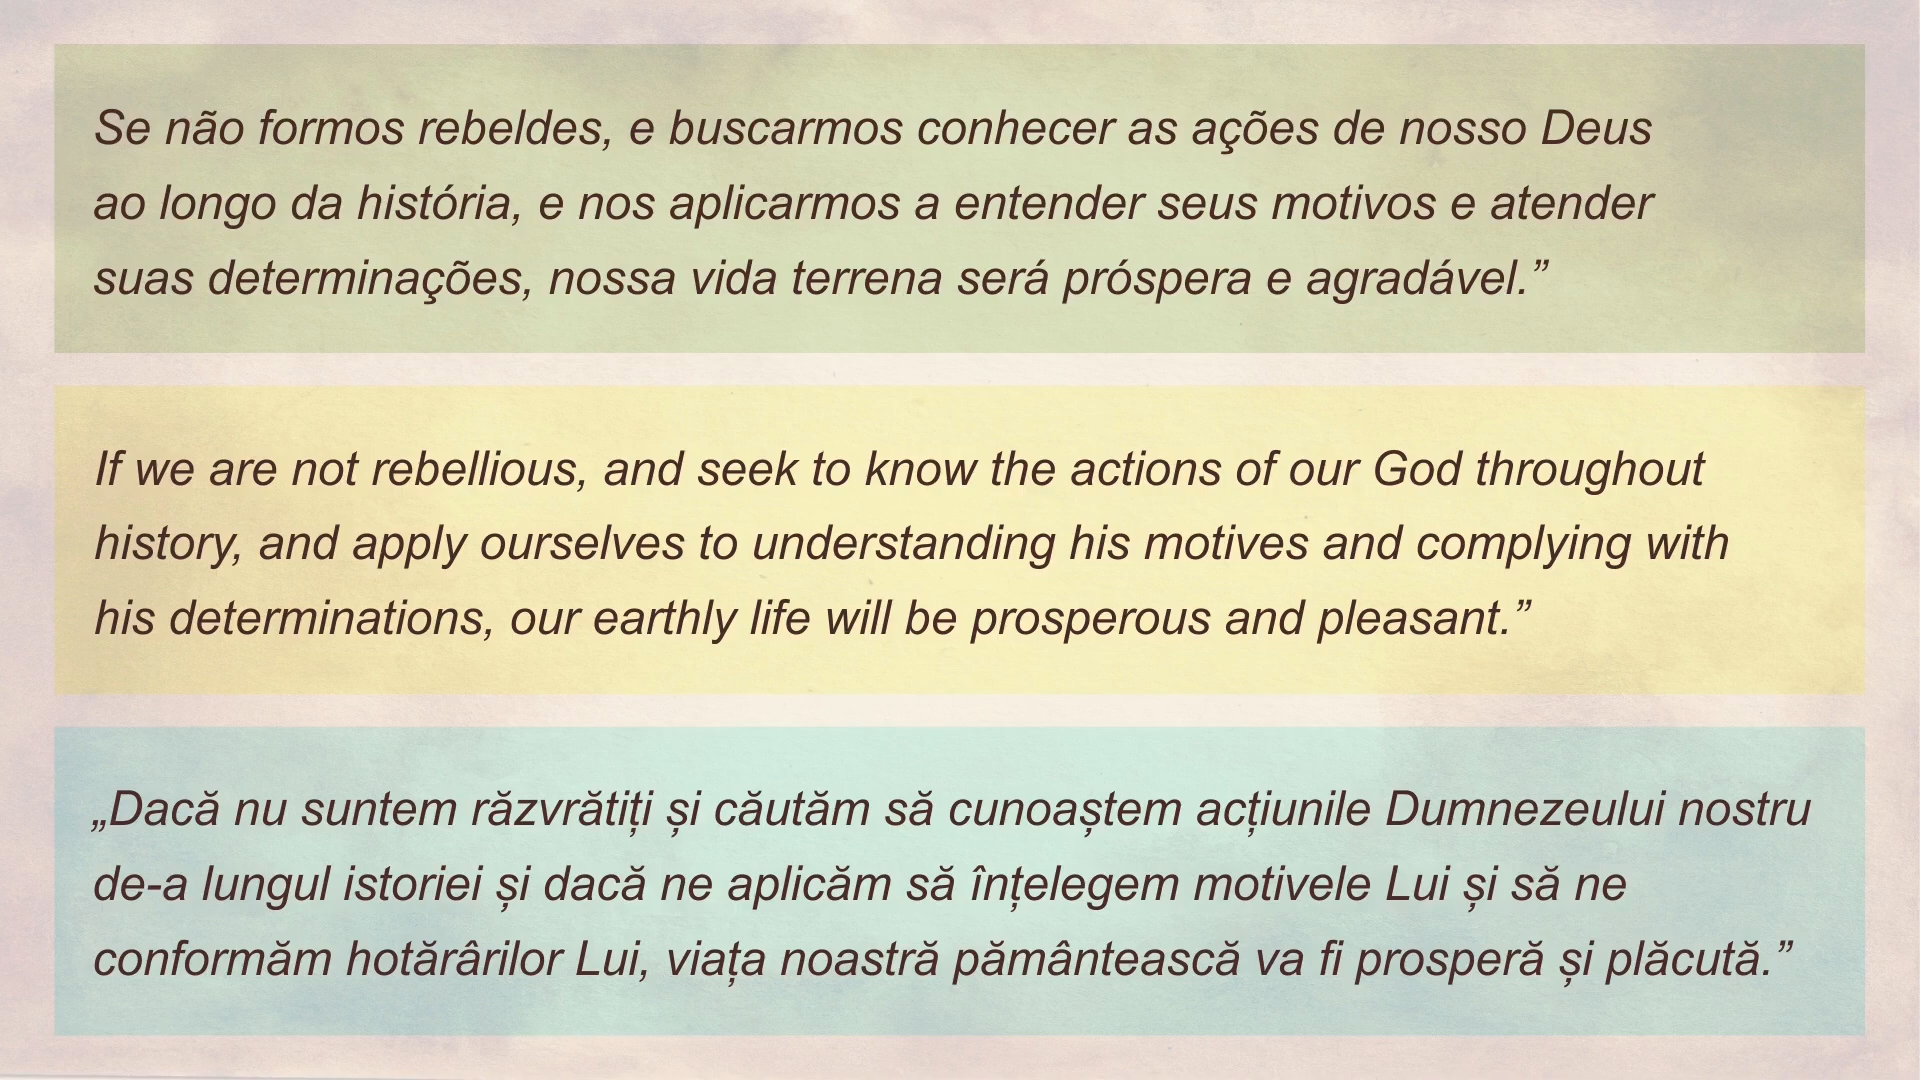 Se não formos rebeldes, e buscarmos conhecer as ações de nosso Deus
ao longo da história, e nos aplicarmos a entender seus motivos e atender
suas determinações, nossa vida terrena será próspera e agradável.”
If we are not rebellious, and seek to know the actions of our God throughout
history, and apply ourselves to understanding his motives and complying with
his determinations, our earthly life will be prosperous and pleasant.”
„Dacă nu suntem răzvrătiți și căutăm să cunoaștem acțiunile Dumnezeului nostru
de-a lungul istoriei și dacă ne aplicăm să înțelegem motivele Lui și să ne
conformăm hotărârilor Lui, viața noastră pământească va fi prosperă și plăcută.”